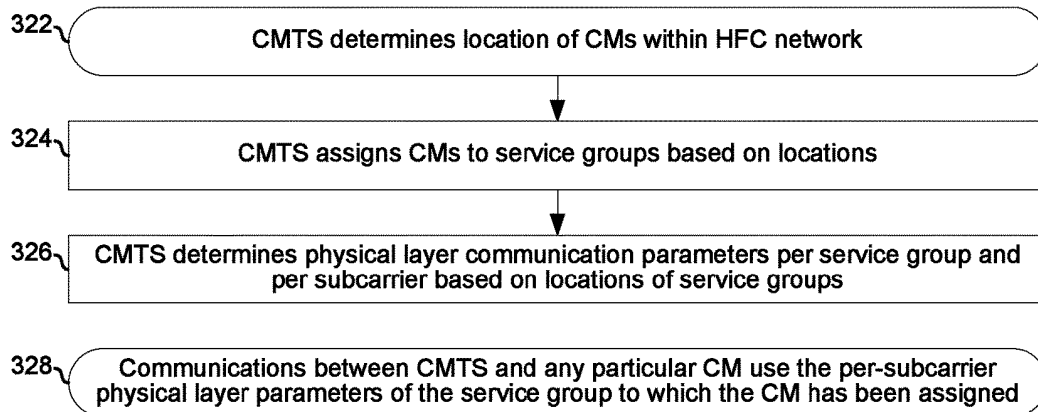 322 CMTS determines location of CMs within HFC network
324 CMTS assigns CMs to service groups based on locations
326 CMTS determines physical layer communication parameters per service group and
per subcarrier based on locations of service groups
328 Communications between CMTS and any particular CM use the per-subcarrier
physical layer parameters of the service group to which the CM has been assigned